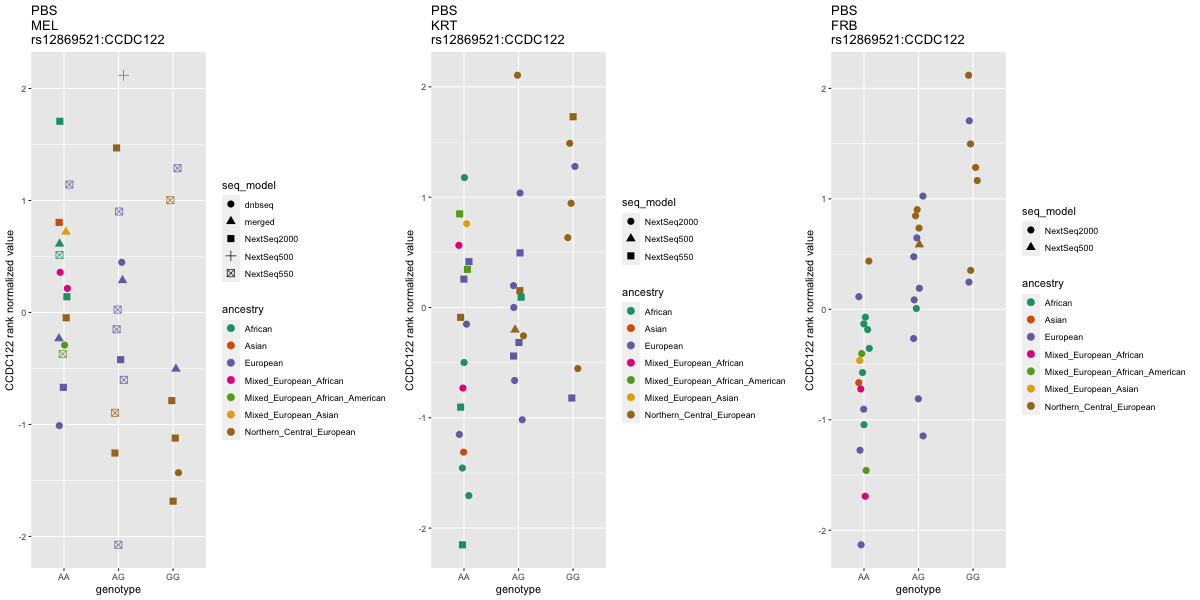 PBS
MEL
rs12869521:CCDC122
CCDC122 rank normalized value
2
1
0
-1
-2
AA
AG
GG
genotype
seq_model
dnbseq
merged
NextSeq2000
NextSeq500
NextSeq550
ancestry
African
Asian
European
Mixed_European_African
Mixed_European_African_American
Mixed_European_Asian
Northern_Central_European
PBS
KRT
rs12869521:CCDC122
CCDC122 rank normalized value
2
1
0
-1
-2
AA
AG
GG
genotype
seq_model
NextSeq2000
NextSeq500
NextSeq550
ancestry
African
Asian
European
Mixed_European_African
Mixed_European_African_American
Mixed_European_Asian
Northern_Central_European
PBS
FRB
rs12869521:CCDC122
CCDC122 rank normalized value
2
1
0
-1
-2
AA
AG
GG
genotype
seq_model
NextSeq2000
NextSeq500
ancestry
African
Asian
European
Mixed_European_African
Mixed_European_African_American
Mixed_European_Asian
Northern_Central_European